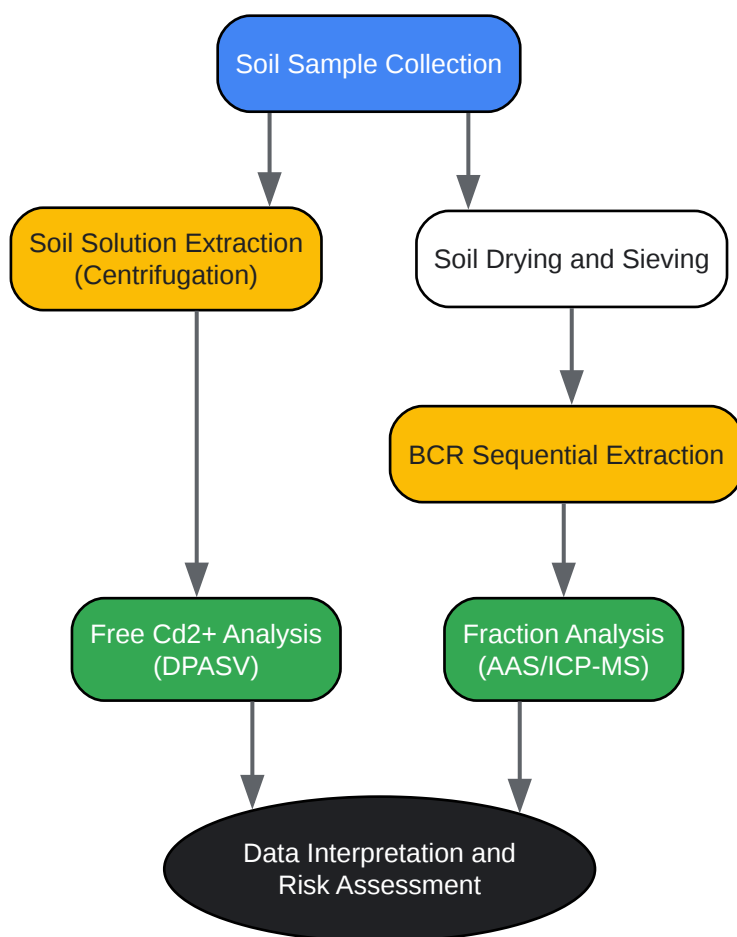 Soil Sample Collection
Soil Solution Extraction
(Centrifugation)
Soil Drying and Sieving
BCR Sequential Extraction
Free Cd2+ Analysis
(DPASV)
Fraction Analysis
(AAS/ICP-MS)
Data Interpretation and
Risk Assessment